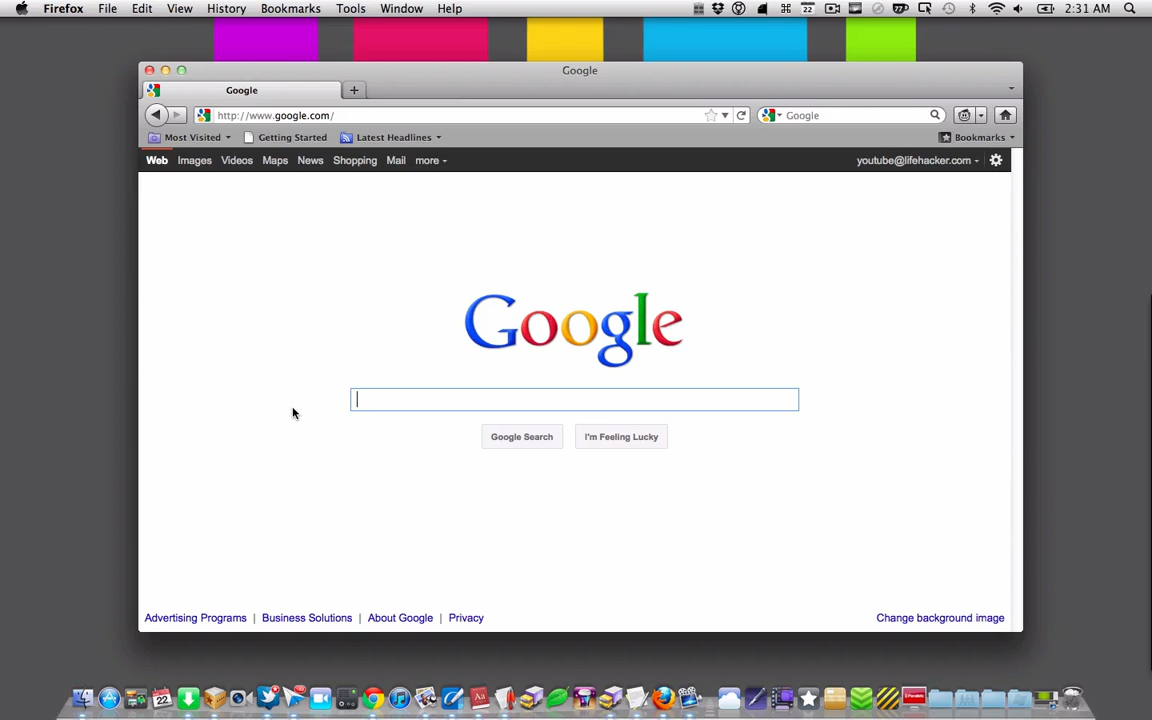 Firefox File Edit View History Bookmarks Tools Window Help 22 2:31 AM
Google
Google
http://www.google.com/ Google
Most Visited Getting Started Latest Headlines Bookmarks
Web Images Videos Maps News Shopping Mail more youtube@lifehacker.com
Google
Google Search I'm Feeling Lucky
Advertising Programs | Business Solutions | About Google | Privacy Change background image
22